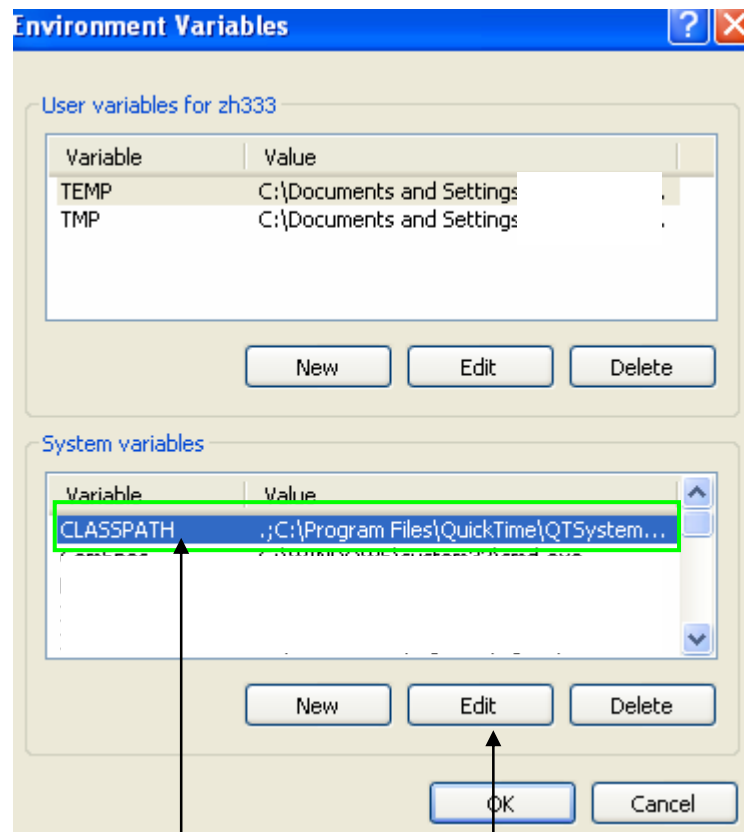 Environment Variables
User variables for zh333
Variable Value
TEMP C:\Documents and Settings
TMP C:\Documents and Settings
New Edit Delete
System variables
Variable Value
CLASSPATH .;C:\Program Files\QuickTime\QTSystem...
New Edit Delete
OK Cancel